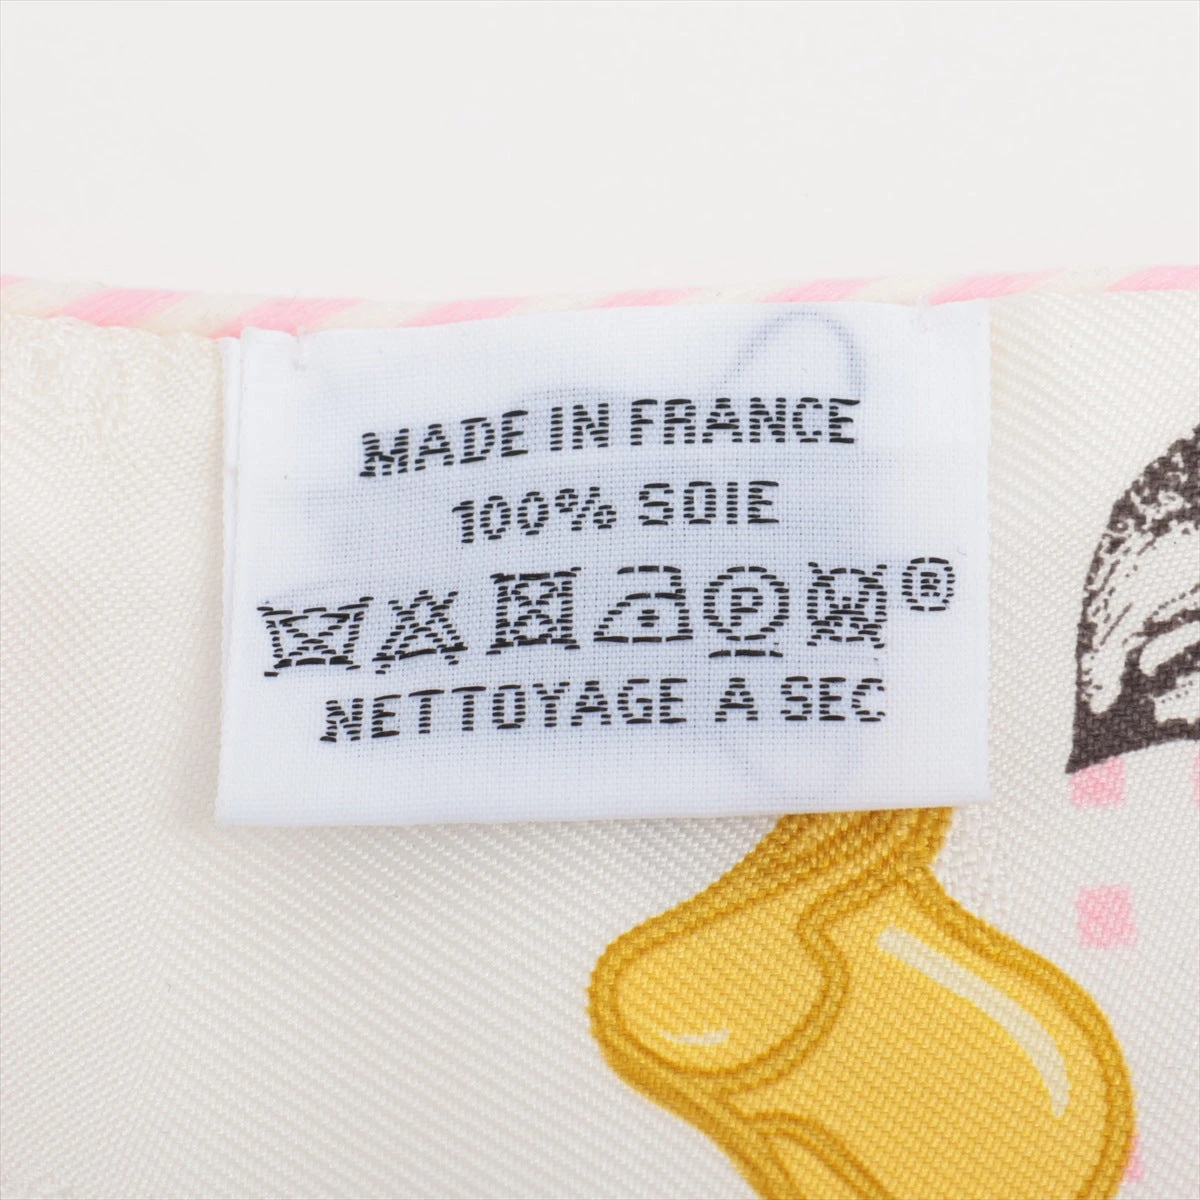 MADE IN FRANCE
100% SOIE
P W ®
NETTOYAGE A SEC